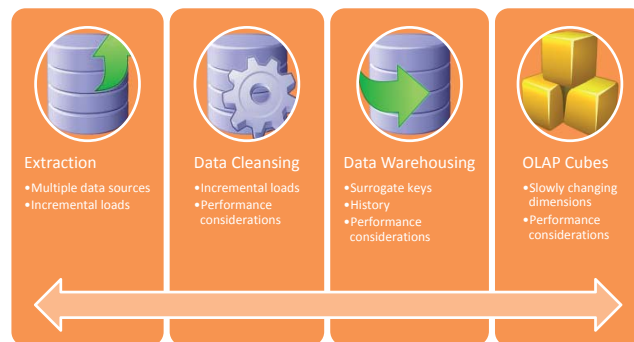 Extraction
•Multiple data sources
•Incremental loads
Data Cleansing
•Incremental loads
•Performance
considerations
Data Warehousing
•Surrogate keys
•History
•Performance
considerations
OLAP Cubes
•Slowly changing
dimensions
•Performance
considerations